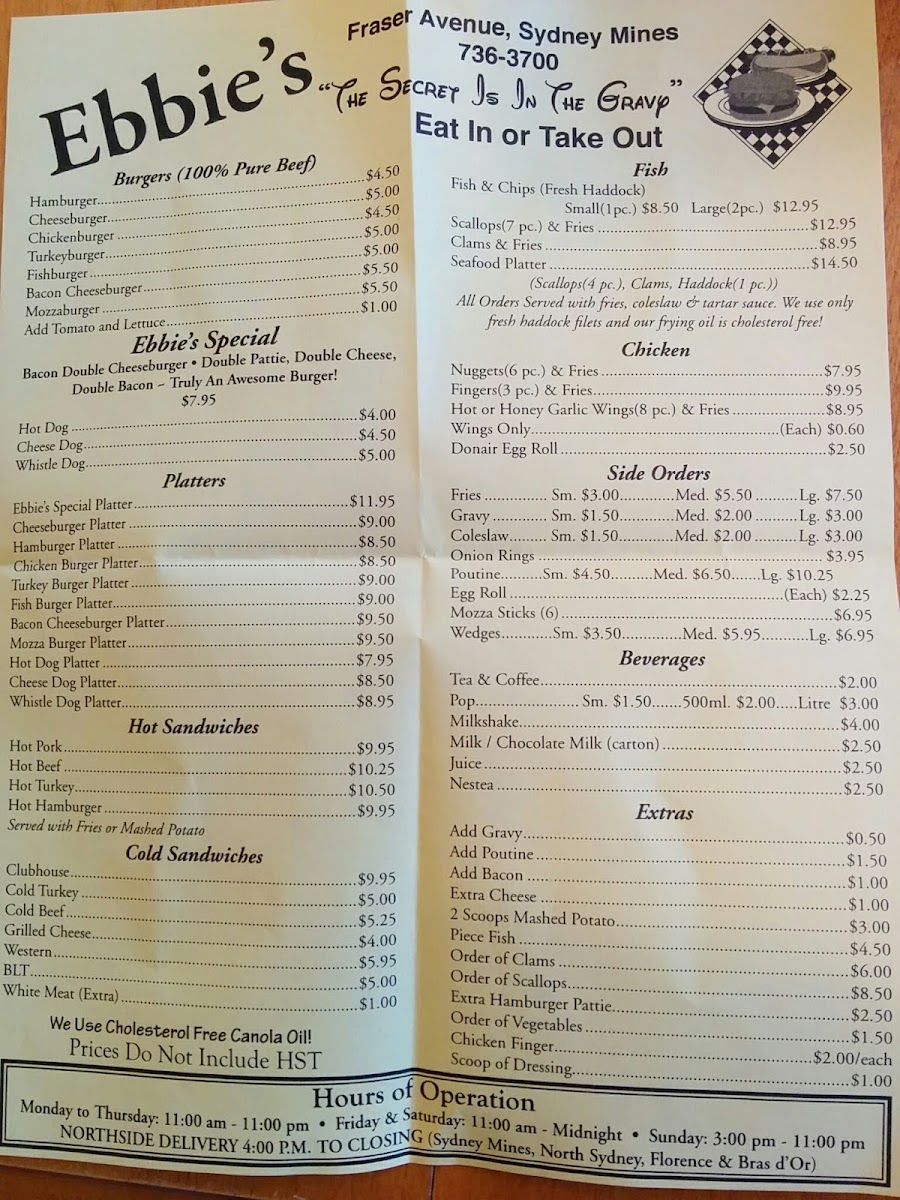 Ebbie's
Fraser Avenue, Sydney Mines
736-3700
"The Secret Is In The Gravy"
Eat In or Take Out
Burgers (100% Pure Beef)
Hamburger $4.50
Cheeseburger $5.00
Chickenburger $4.50
Turkeyburger $5.00
Fishburger $5.00
Bacon Cheeseburger $5.50
Mozzaburger $5.50
Add Tomato and Lettuce $1.00
Ebbie's Special
Bacon Double Cheeseburger • Double Pattie, Double Cheese,
Double Bacon ~ Truly An Awesome Burger!
$7.95
Hot Dog $4.00
Cheese Dog $4.50
Whistle Dog $5.00
Platters
Ebbie's Special Platter $11.95
Cheeseburger Platter $9.00
Hamburger Platter $8.50
Chicken Burger Platter $8.50
Turkey Burger Platter $9.00
Fish Burger Platter $9.00
Bacon Cheeseburger Platter $9.50
Mozza Burger Platter $9.50
Hot Dog Platter $7.95
Cheese Dog Platter $8.50
Whistle Dog Platter $8.95
Hot Sandwiches
Hot Pork $9.95
Hot Beef $10.25
Hot Turkey $10.50
Hot Hamburger $9.95
Served with Fries or Mashed Potato
Cold Sandwiches
Clubhouse $9.95
Cold Turkey $5.00
Cold Beef $5.25
Grilled Cheese $4.00
Western $5.95
BLT $5.00
White Meat (Extra) $1.00
We Use Cholesterol Free Canola Oil!
Prices Do Not Include HST
Fish
Fish & Chips (Fresh Haddock)
Small(1pc.) $8.50 Large(2pc.) $12.95
Scallops(7 pc.) & Fries $12.95
Clams & Fries $8.95
Seafood Platter $14.50
(Scallops(4 pc.), Clams, Haddock(1 pc.))
All Orders Served with fries, coleslaw & tartar sauce. We use only
fresh haddock filets and our frying oil is cholesterol free!
Chicken
Nuggets(6 pc.) & Fries $7.95
Fingers(3 pc.) & Fries $9.95
Hot or Honey Garlic Wings(8 pc.) & Fries $8.95
Wings Only (Each) $0.60
Donair Egg Roll $2.50
Side Orders
Fries Sm. $3.00 Med. $5.50 Lg. $7.50
Gravy Sm. $1.50 Med. $2.00 Lg. $3.00
Coleslaw Sm. $1.50 Med. $2.00 Lg. $3.00
Onion Rings $3.95
Poutine Sm. $4.50 Med. $6.50 Lg. $10.25
Egg Roll (Each) $2.25
Mozza Sticks (6) $6.95
Wedges Sm. $3.50 Med. $5.95 Lg. $6.95
Beverages
Tea & Coffee $2.00
Pop Sm. $1.50 500ml. $2.00 Litre $3.00
Milkshake $4.00
Milk / Chocolate Milk (carton) $2.50
Juice $2.50
Nestea $2.50
Extras
Add Gravy $0.50
Add Poutine $1.50
Add Bacon $1.00
Extra Cheese $1.00
2 Scoops Mashed Potato $3.00
Piece Fish $4.50
Order of Clams $6.00
Order of Scallops $8.50
Extra Hamburger Pattie $2.50
Order of Vegetables $1.50
Chicken Finger $2.00/each
Scoop of Dressing $1.00
Hours of Operation
Monday to Thursday: 11:00 am - 11:00 pm • Friday & Saturday: 11:00 am - Midnight • Sunday: 3:00 pm - 11:00 pm
NORTHSIDE DELIVERY 4:00 P.M. TO CLOSING (Sydney Mines, North Sydney, Florence & Bras d'Or)